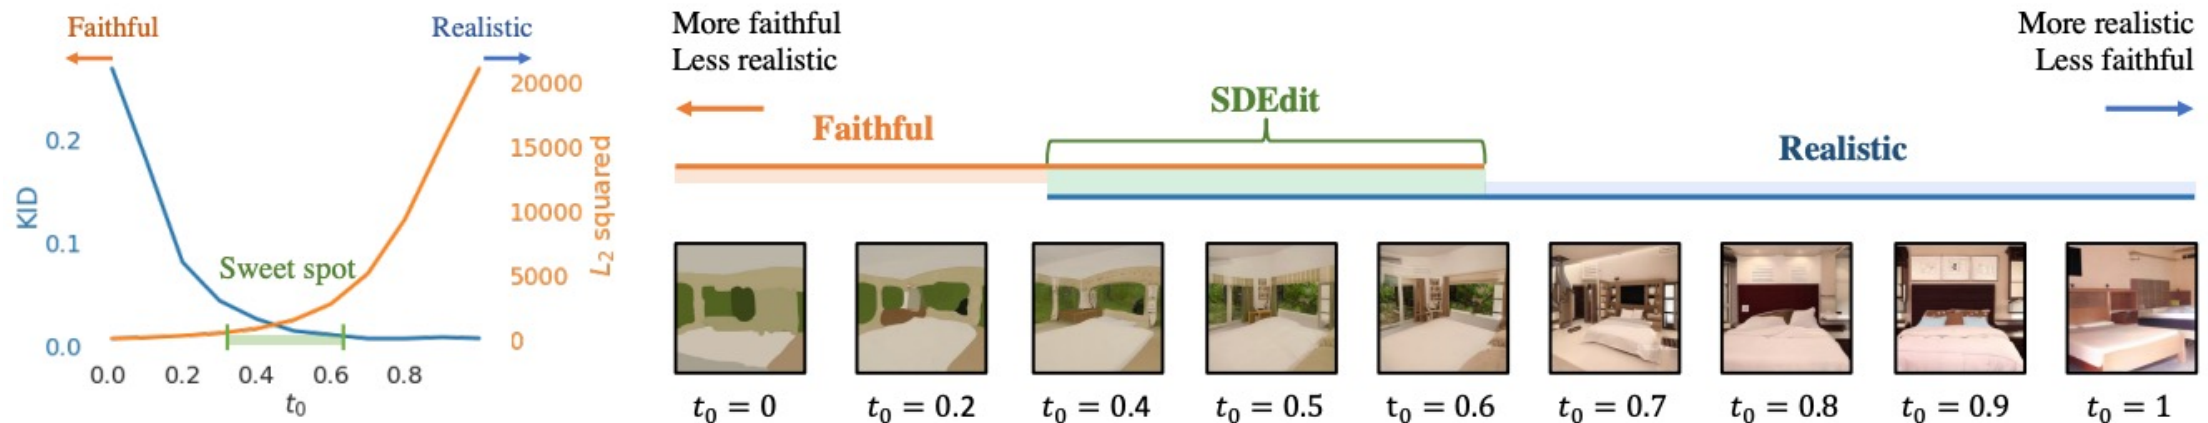 Faithful
Realistic
KID
0.2
0.1
0.0
Sweet spot
20000
15000
10000
5000
0
L₂ squared
0.0 0.2 0.4 0.6 0.8
t₀
More faithful
Less realistic
More realistic
Less faithful
Faithful
SDEdit
Realistic
t₀ = 0
t₀ = 0.2
t₀ = 0.4
t₀ = 0.5
t₀ = 0.6
t₀ = 0.7
t₀ = 0.8
t₀ = 0.9
t₀ = 1